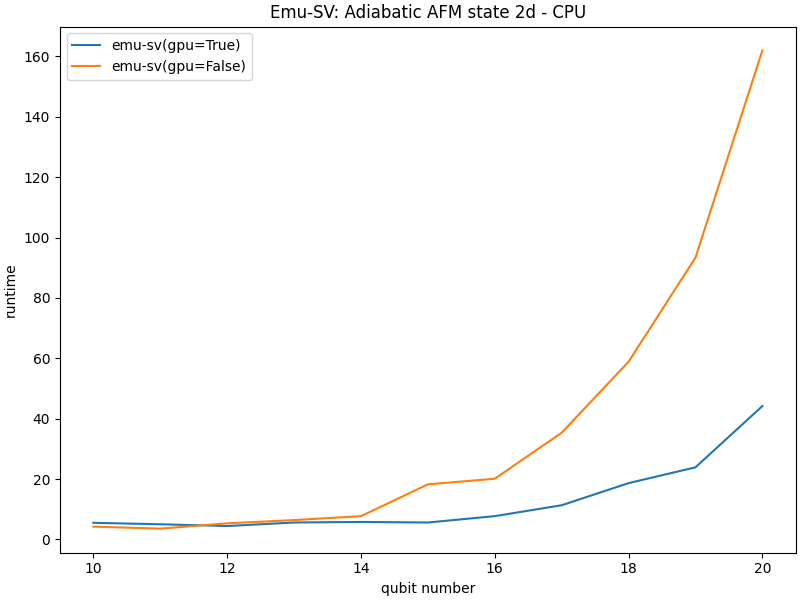 Emu-SV: Adiabatic AFM state 2d - CPU
emu-sv(gpu=True)
emu-sv(gpu=False)
runtime
160
140
120
100
80
60
40
20
0
10 12 14 16 18 20
qubit number